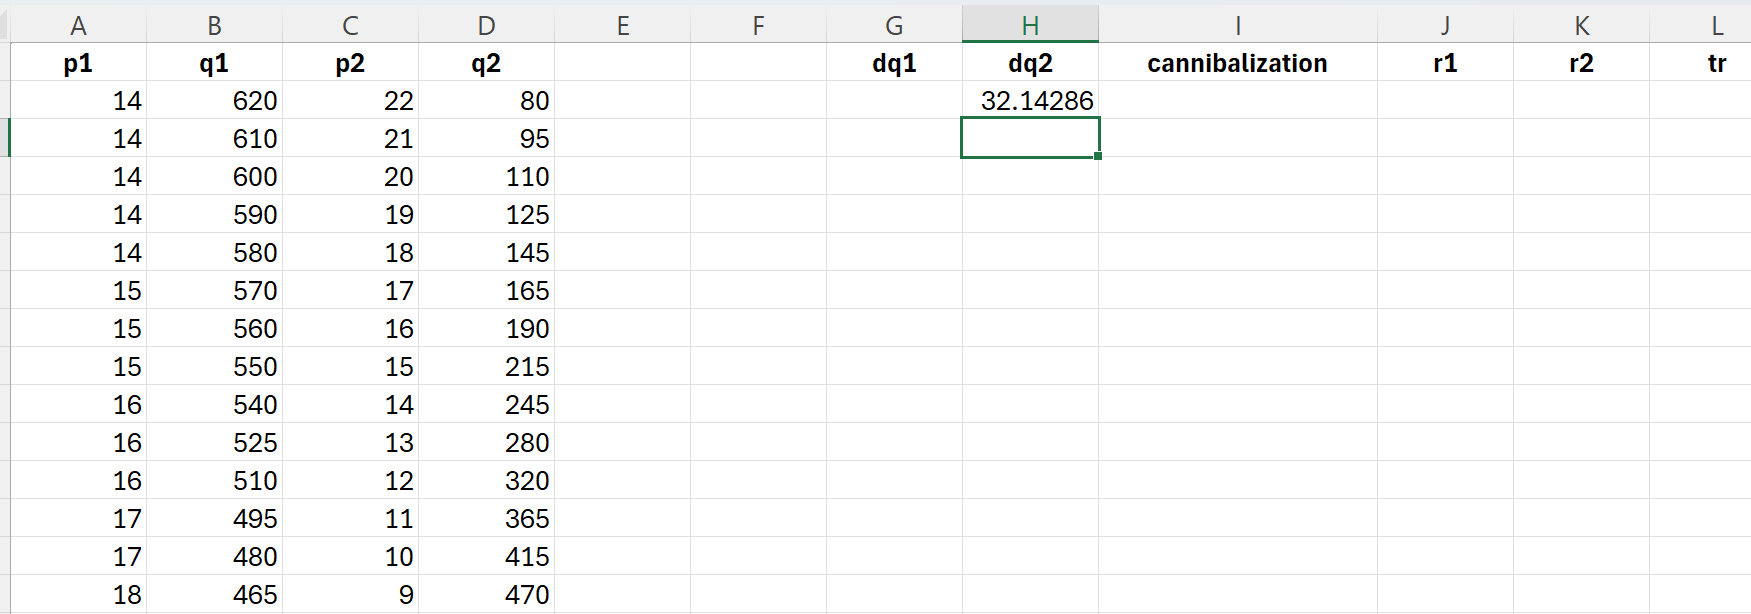 A B C D E F G H I J K L
p1 q1 p2 q2 dq1 dq2 cannibalization r1 r2 tr
14 620 22 80 32.14286
14 610 21 95
14 600 20 110
14 590 19 125
14 580 18 145
15 570 17 165
15 560 16 190
15 550 15 215
16 540 14 245
16 525 13 280
16 510 12 320
17 495 11 365
17 480 10 415
18 465 9 470